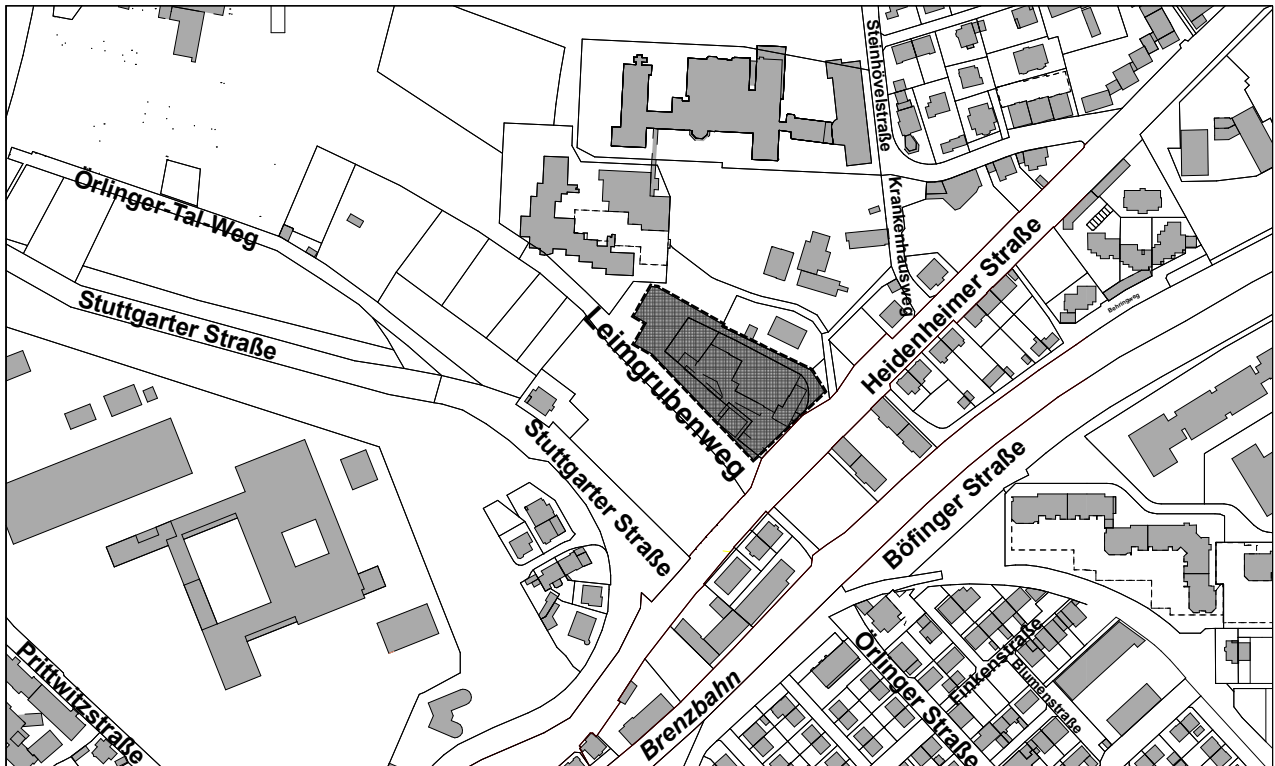 Steinhövelstraße
Örlinger-Tal-Weg
Krankenhausweg
Heidenheimer Straße
Behringweg
Stuttgarter Straße
Leimgrubenweg
Stuttgarter Straße
Böfinger Straße
Prittwitzstraße
Brenzbahn
Örlinger Straße
Finkenstraße
Blumenstraße